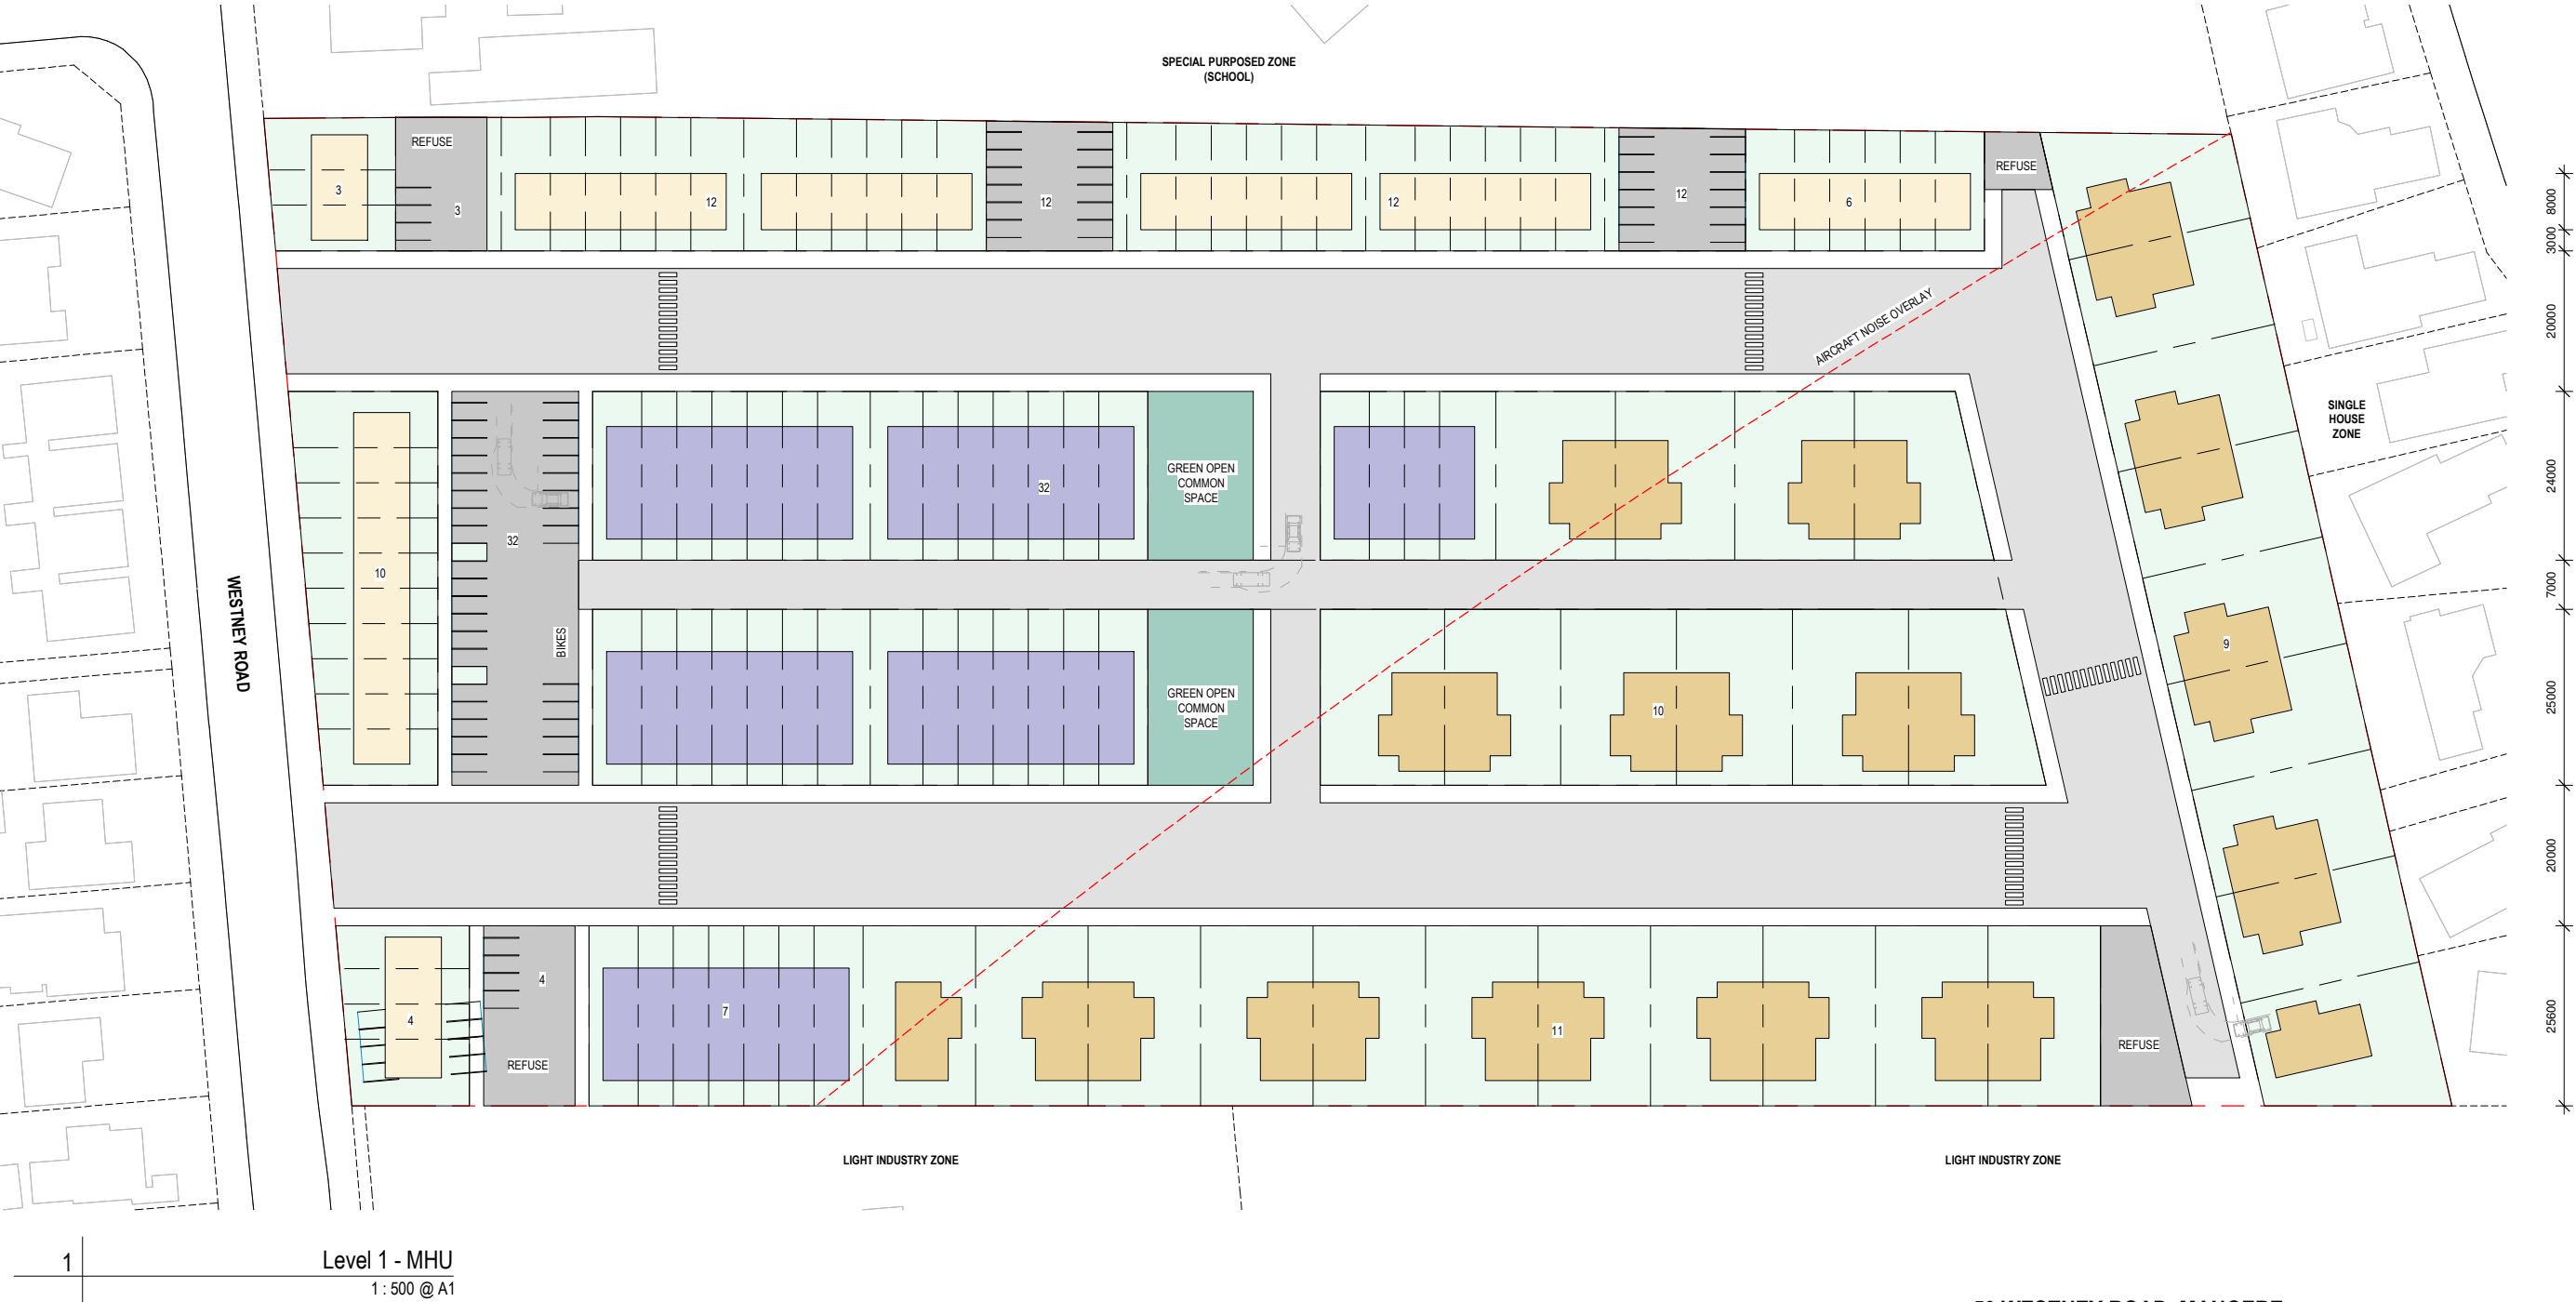 SPECIAL PURPOSED ZONE
(SCHOOL)
REFUSE
3
3
12
12
12
12
6
REFUSE
8000
3000
20000
24000
7000
25000
20000
25600
AIRCRAFT NOISE OVERLAY
SINGLE
HOUSE
ZONE
WESTNEY ROAD
10
32
BIKES
32
GREEN OPEN
COMMON
SPACE
GREEN OPEN
COMMON
SPACE
10
9
4
4
REFUSE
7
11
REFUSE
LIGHT INDUSTRY ZONE
LIGHT INDUSTRY ZONE
1
Level 1 - MHU
1 : 500 @ A1